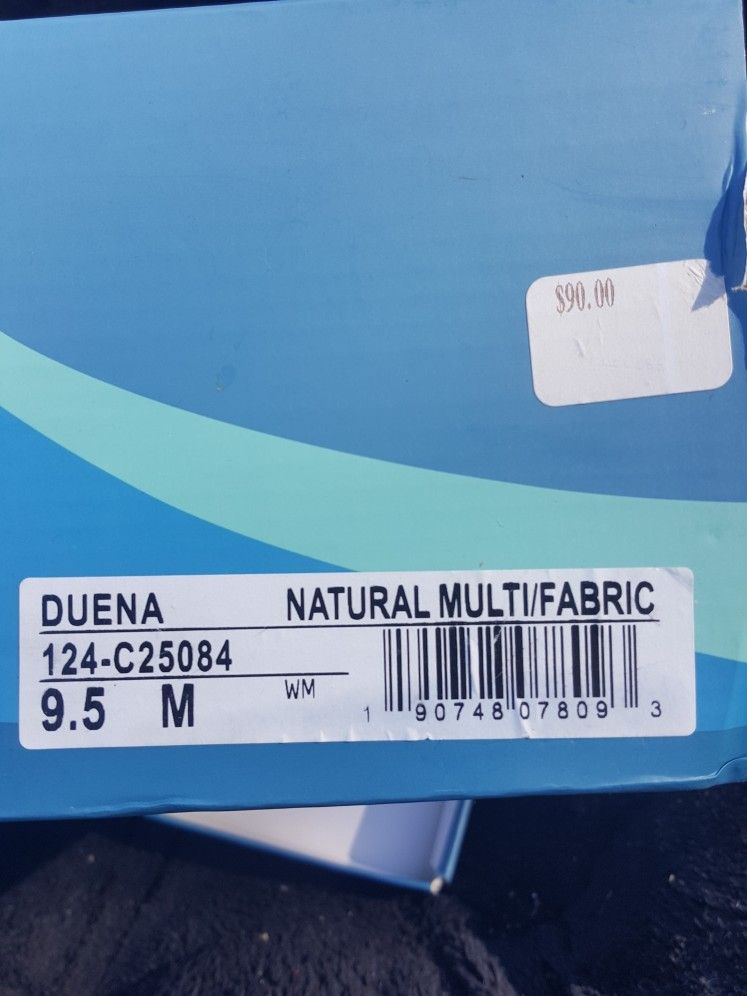 $90.00
DUENA NATURAL MULTI/FABRIC
124-C25084
9.5 M WM
1 90748 07809 3